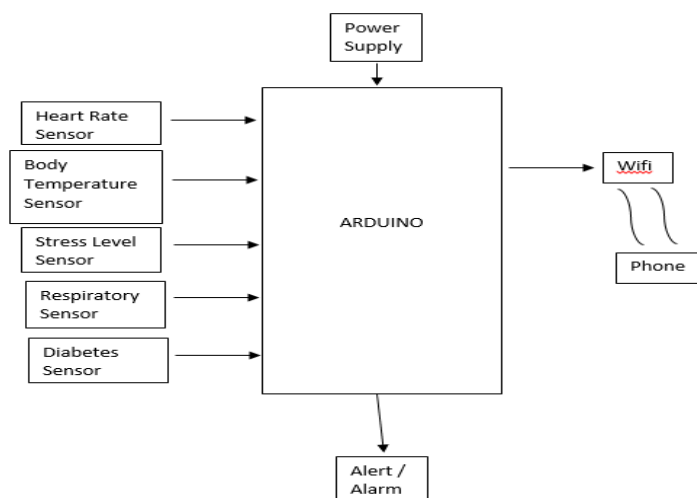 Power
Supply
Heart Rate
Sensor
Body
Temperature
Sensor
Stress Level
Sensor
Respiratory
Sensor
Diabetes
Sensor
ARDUINO
Wifi
Phone
Alert /
Alarm